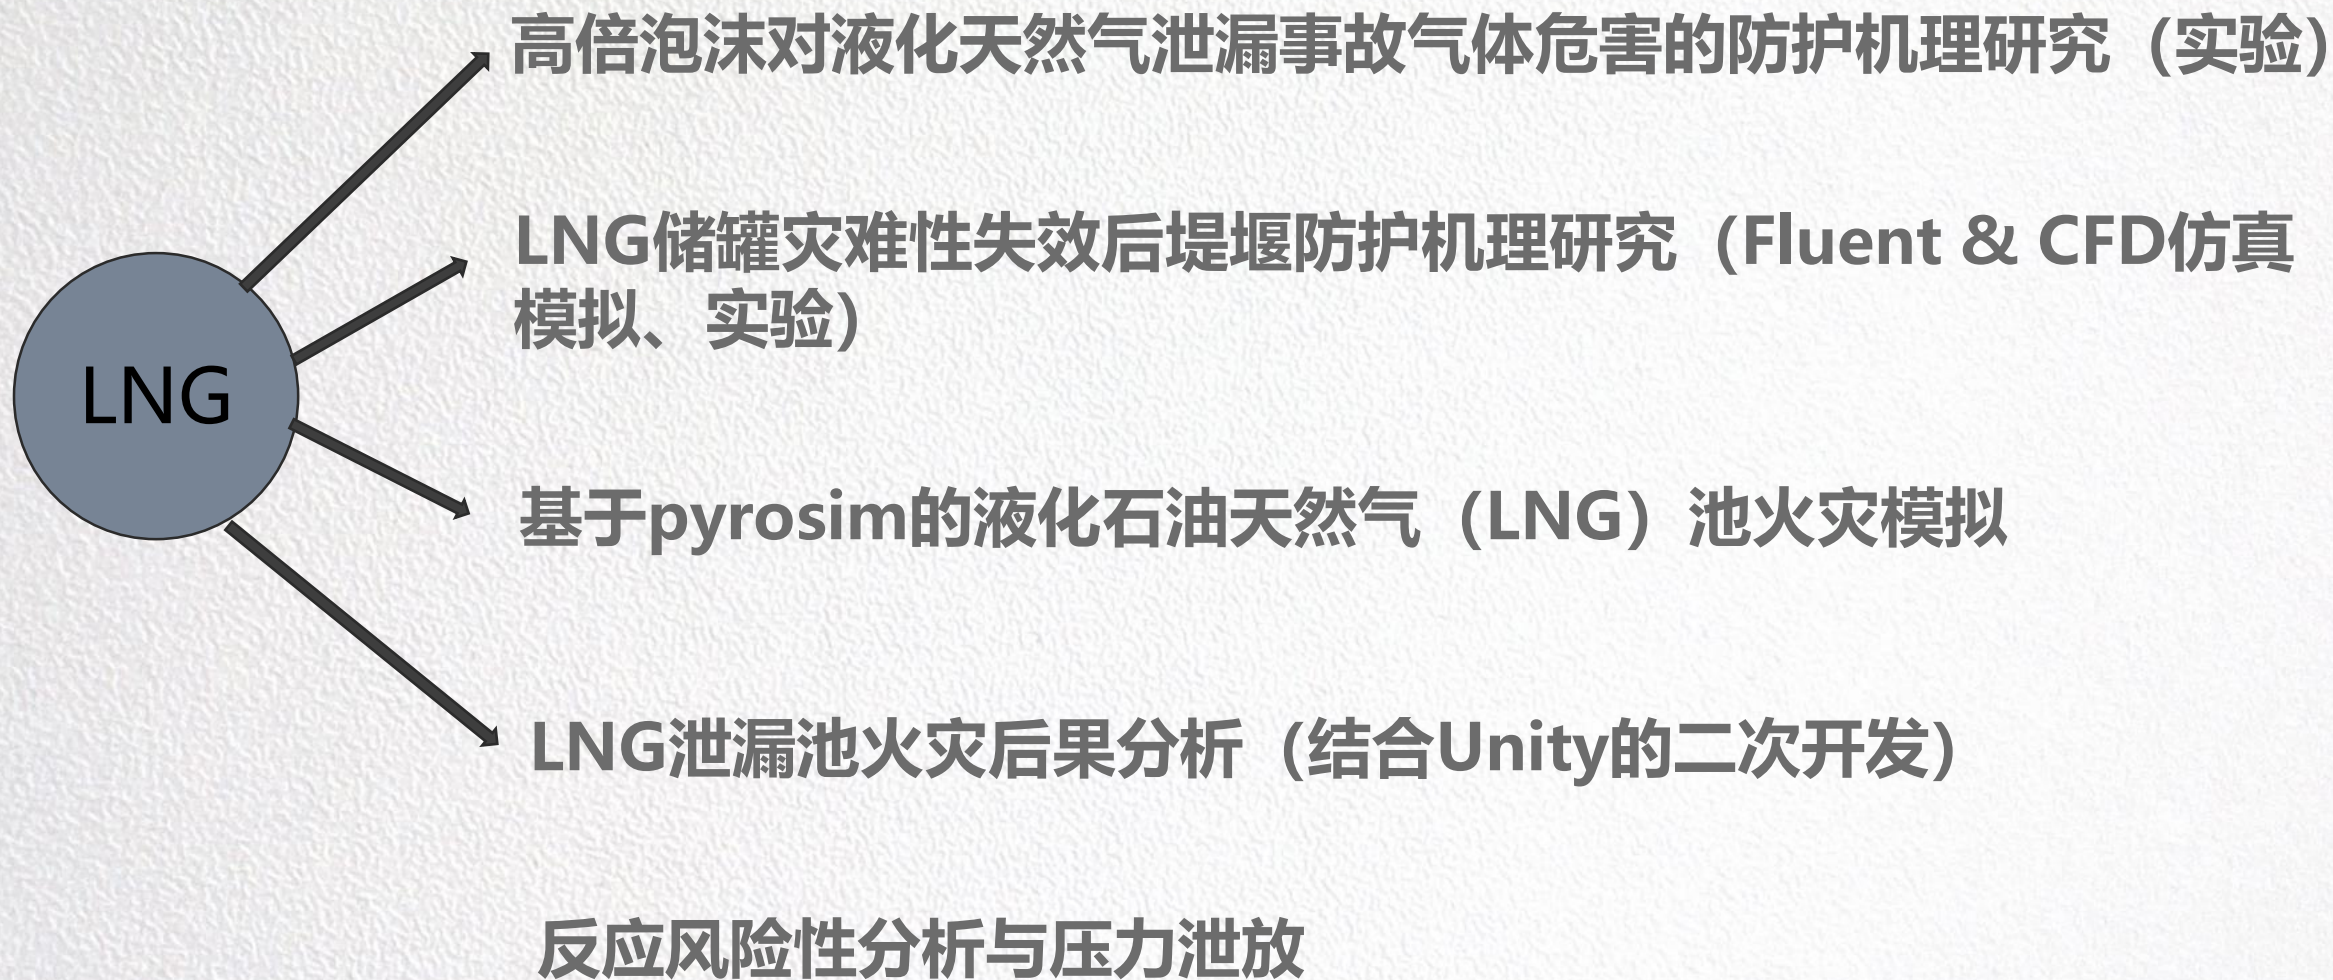 高倍泡沫对液化天然气泄漏事故气体危害的防护机理研究（实验）
LNG储罐灾难性失效后堤堰防护机理研究（Fluent & CFD仿真
模拟、实验）
LNG
基于pyrosim的液化石油天然气（LNG）池火灾模拟
LNG泄漏池火灾后果分析（结合Unity的二次开发）
反应风险性分析与压力泄放